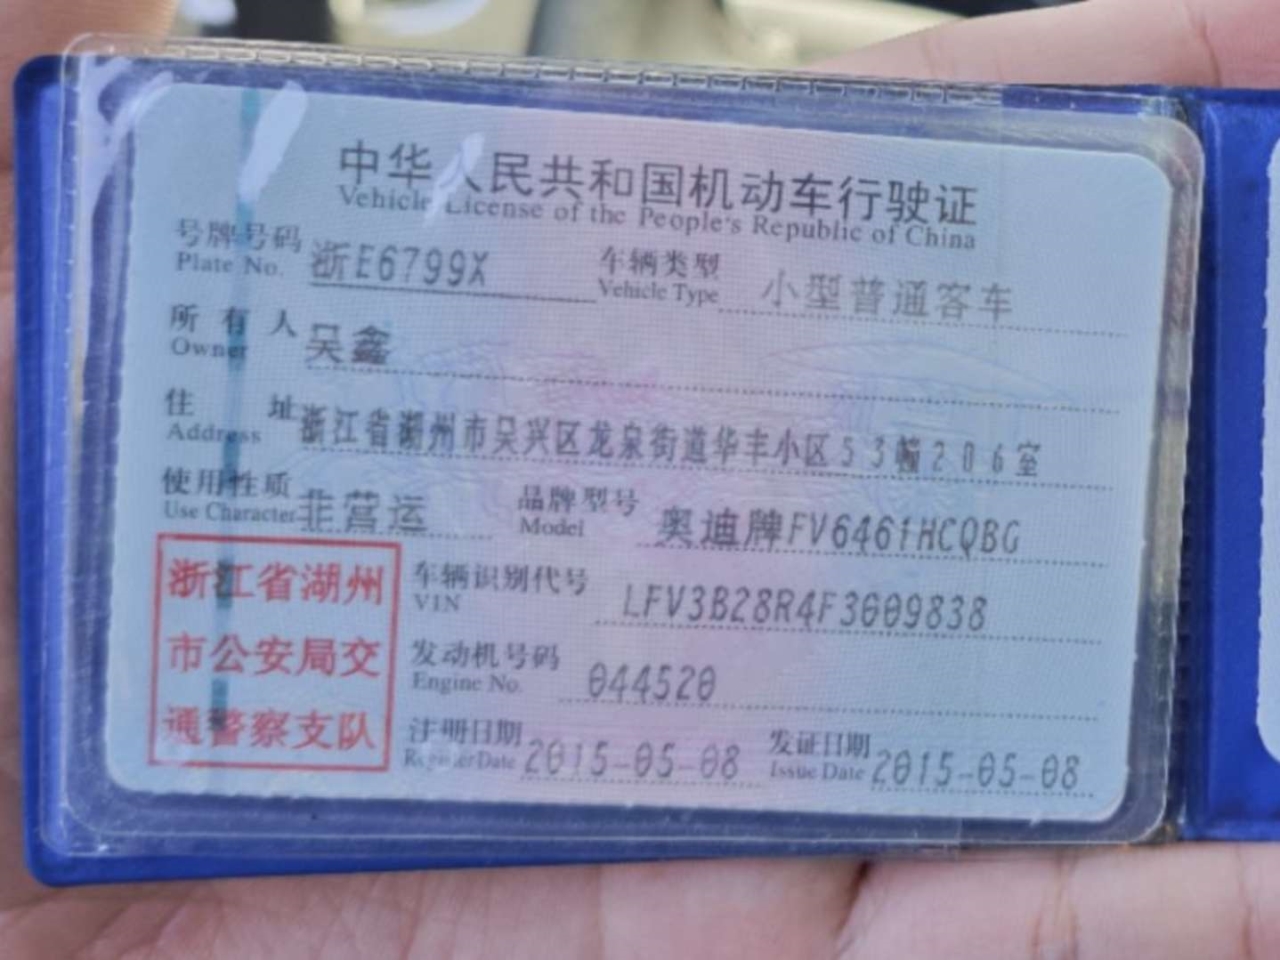 中华人民共和国机动车行驶证
Vehicle License of the People's Republic of China
号牌号码 浙E6799X 车辆类型 小型普通客车
Plate No. Vehicle Type
所有人 吴鑫
Owner
住址 浙江省湖州市吴兴区龙泉街道华丰小区53幢206室
Address
使用性质 非营运 品牌型号 奥迪牌FV6461HCQBG
Use Character Model
浙江省湖州
市公安局交
通警察支队
车辆识别代号 LFV3B28R4F3009838
VIN
发动机号码 044520
Engine No.
注册日期 2015-05-08 发证日期 2015-05-08
Register Date Issue Date